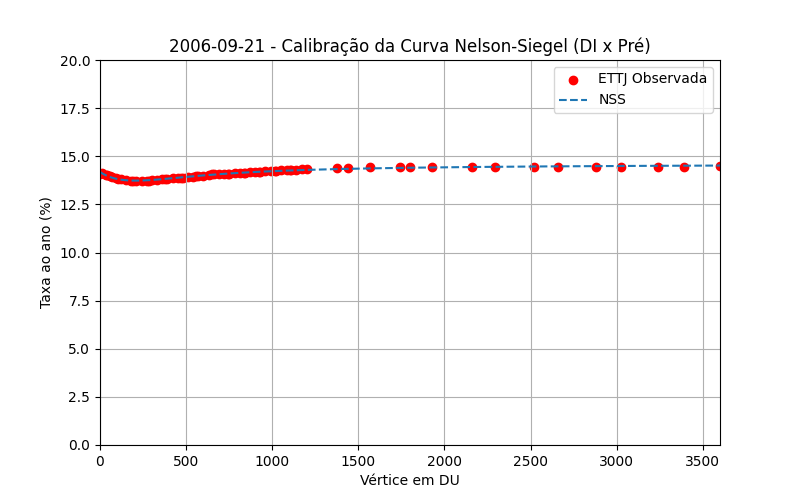 2006-09-21 - Calibração da Curva Nelson-Siegel (DI x Pré)
ETTJ Observada
NSS
Taxa ao ano (%)
20.0
17.5
15.0
12.5
10.0
7.5
5.0
2.5
0.0
0 500 1000 1500 2000 2500 3000 3500
Vértice em DU